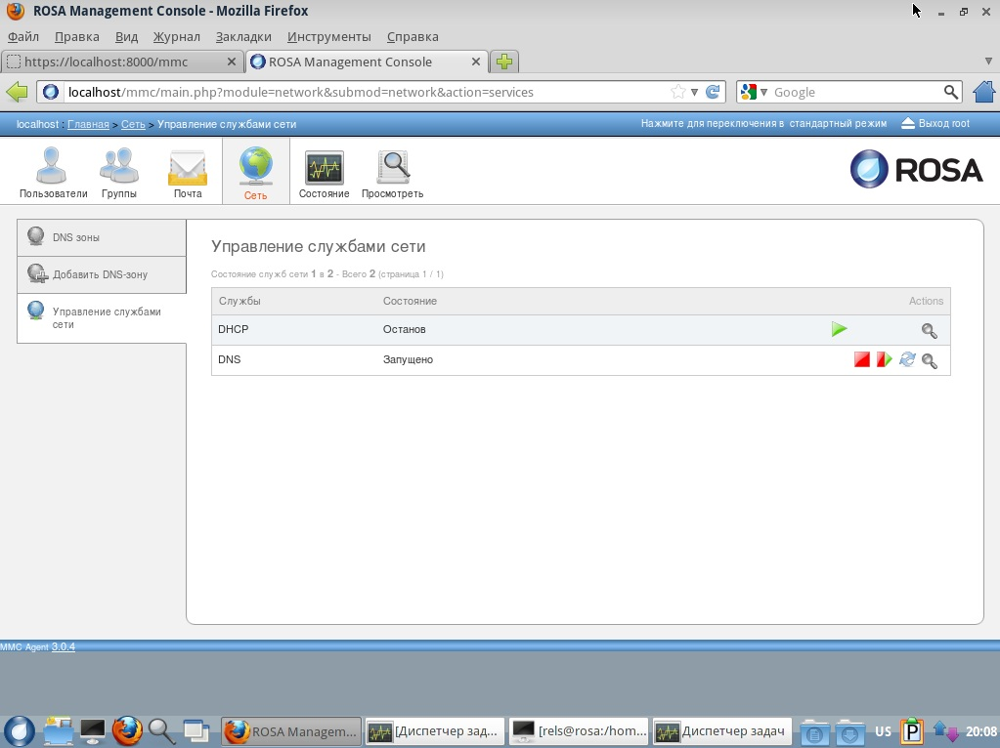 ROSA Management Console - Mozilla Firefox
Файл Правка Вид Журнал Закладки Инструменты Справка
https://localhost:8000/mmc ROSA Management Console
localhost/mmc/main.php?module=network&submod=network&action=services Google
localhost : Главная > Сеть > Управление службами сети Нажмите для переключения в стандартный режим Выход root
Пользователи Группы Почта Сеть Состояние Просмотреть ROSA
DNS зоны
Добавить DNS-зону
Управление службами
сети
Управление службами сети
Состояние служб сети 1 в 2 - Всего 2 (страница 1 / 1)
Службы Состояние Actions
DHCP Останов
DNS Запущено
MMC Agent 3.0.4
ROSA Managem... [Диспетчер зад... [rels@rosa:/hom... Диспетчер задач US P 20:08